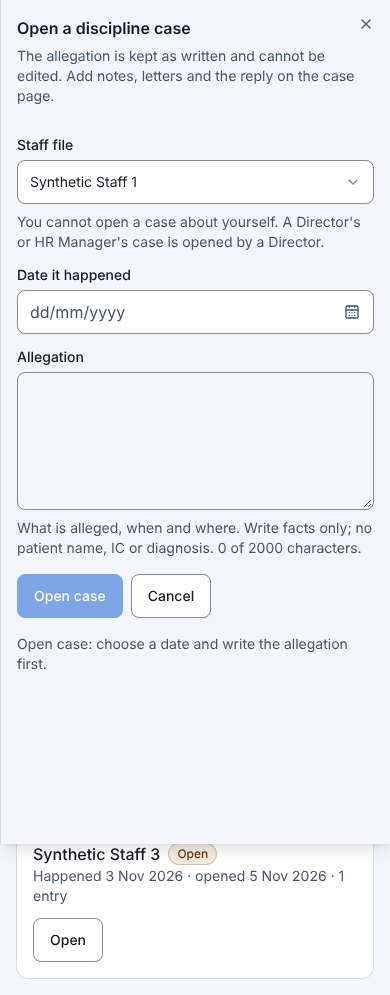 Open a discipline case
The allegation is kept as written and cannot be
edited. Add notes, letters and the reply on the case
page.
Staff file
Synthetic Staff 1
You cannot open a case about yourself. A Director's
or HR Manager's case is opened by a Director.
Date it happened
dd/mm/yyyy
Allegation
What is alleged, when and where. Write facts only; no
patient name, IC or diagnosis. 0 of 2000 characters.
Open case
Cancel
Open case: choose a date and write the allegation
first.
Synthetic Staff 3 Open
Happened 3 Nov 2026 · opened 5 Nov 2026 · 1
entry
Open